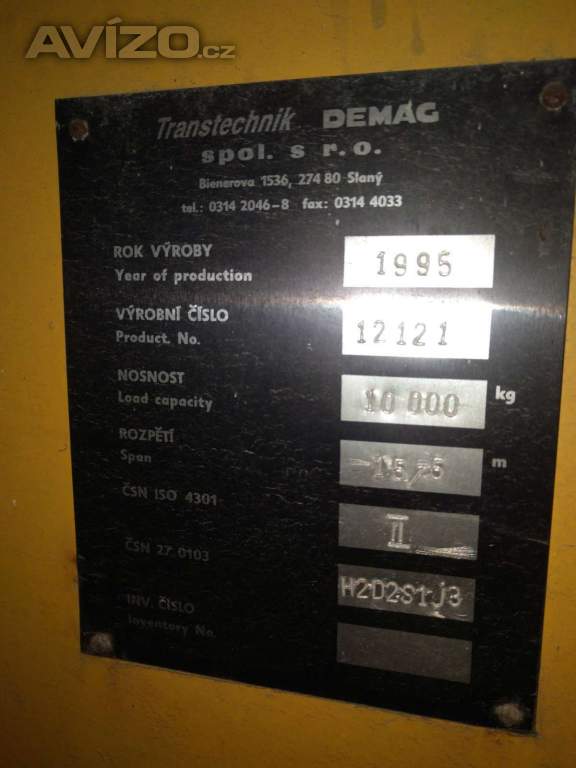 AVÍZO.cz
Transtechnik DEMAG
spol. s r.o.
Bienerova 1536, 274 80 Slaný
tel.: 0314 2046-8 fax: 0314 4033
ROK VÝROBY
Year of production 1995
VÝROBNÍ ČÍSLO
Product. No. 12121
NOSNOST
Load capacity 10 000 kg
ROZPĚTÍ
Span 15,5 m
ČSN ISO 4301 II
ČSN 27 0103 H2D2S1J3
INV. ČÍSLO
Inventory No.